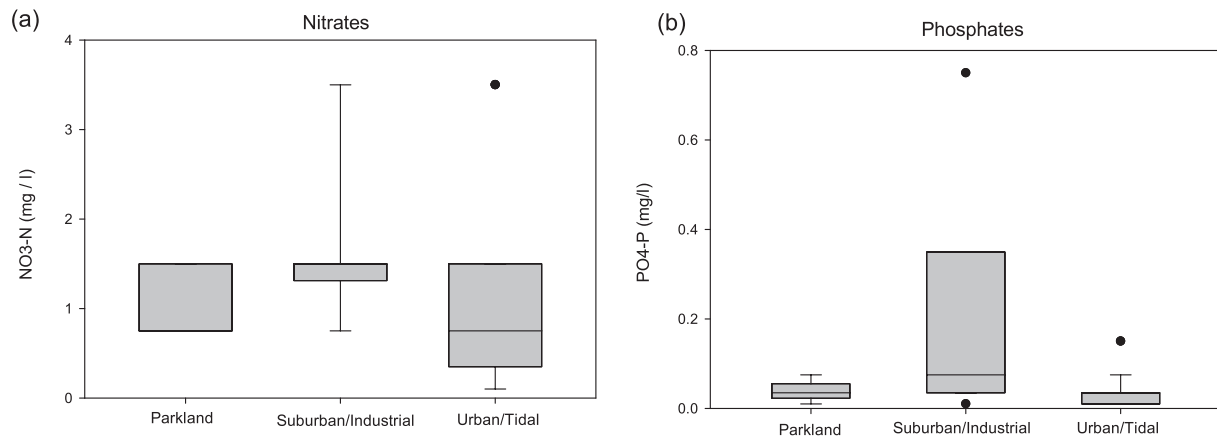 (a)
Nitrates
4
3
2
1
0
NO3-N (mg / l)
Parkland
Suburban/Industrial
Urban/Tidal
(b)
Phosphates
0.8
0.6
0.4
0.2
0.0
PO4-P (mg/l)
Parkland
Suburban/Industrial
Urban/Tidal